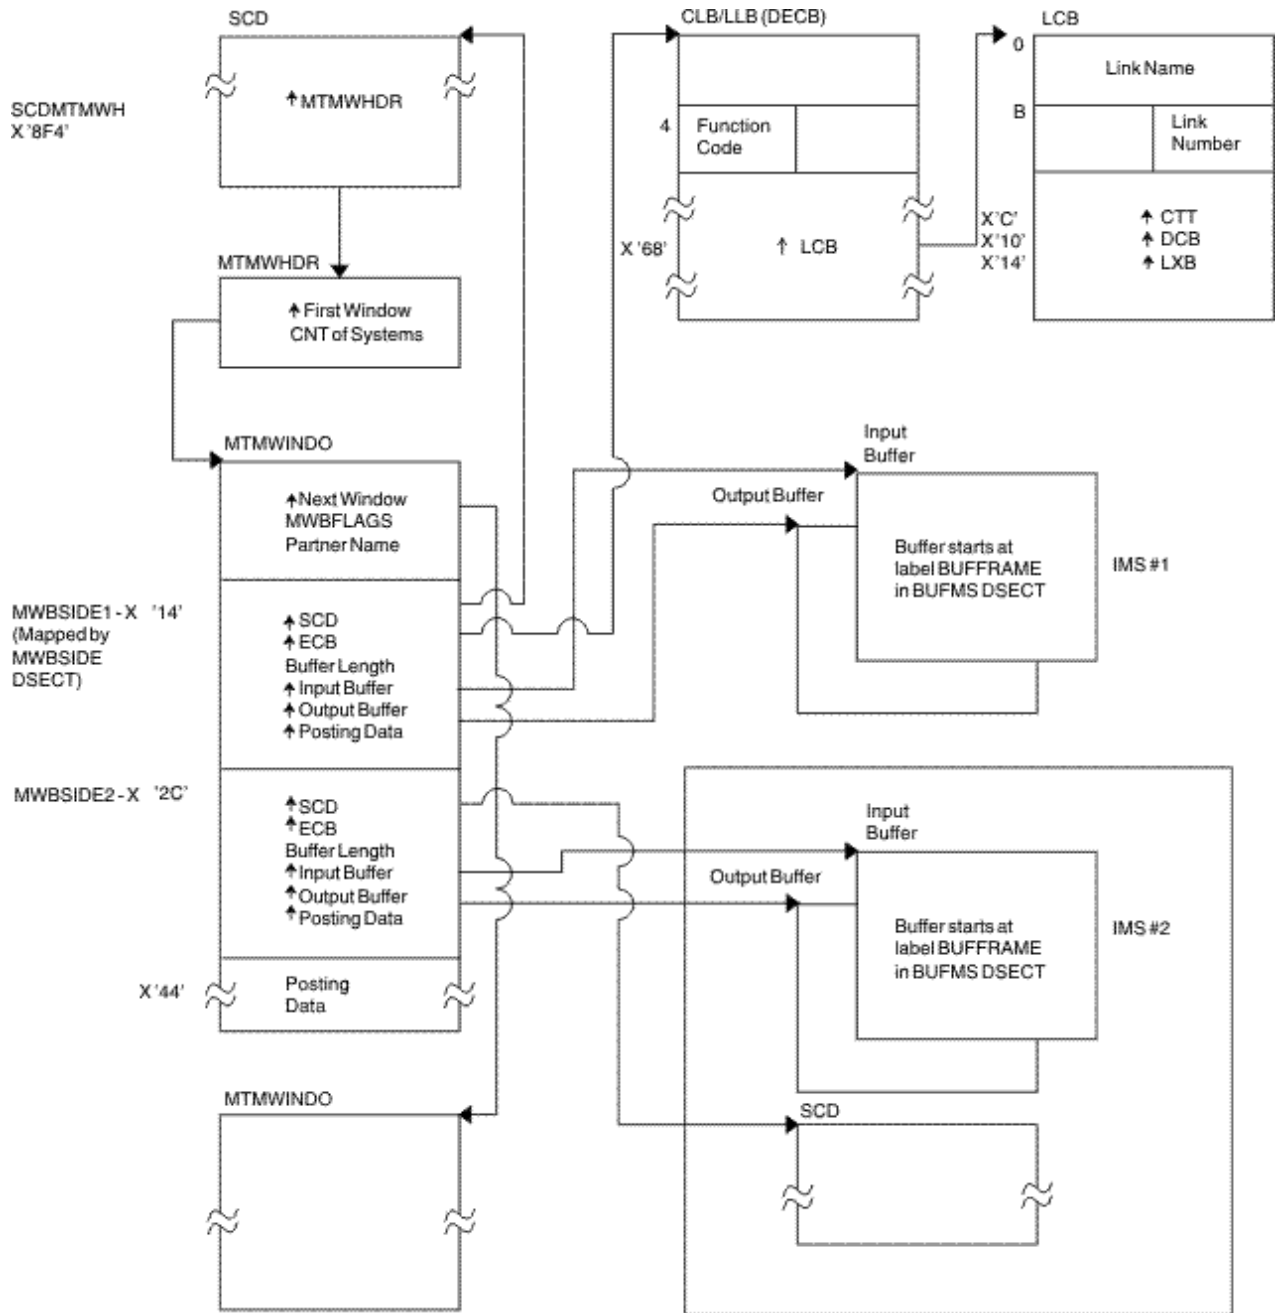 SCD
SCDMTMWH
X '8F4'
↑ MTMWHDR
MTMWHDR
↑ First Window
CNT of Systems
MTMWINDO
↑ Next Window
MWBFLAGS
Partner Name
MWBSIDE1 - X '14'
(Mapped by
MWBSIDE
DSECT)
↑ SCD
↑ ECB
Buffer Length
↑ Input Buffer
↑ Output Buffer
↑ Posting Data
MWBSIDE2 - X '2C'
↑ SCD
↑ ECB
Buffer Length
↑ Input Buffer
↑ Output Buffer
↑ Posting Data
X '44'
Posting
Data
MTMWINDO
CLB/LLB (DECB)
4
Function
Code
X '68'
↑ LCB
LCB
0
Link Name
B
Link
Number
X 'C'
X '10'
X '14'
↑ CTT
↑ DCB
↑ LXB
Input
Buffer
Output Buffer
Buffer starts at
label BUFFRAME
in BUFMS DSECT
IMS #1
Input
Buffer
Output Buffer
Buffer starts at
label BUFFRAME
in BUFMS DSECT
IMS #2
SCD